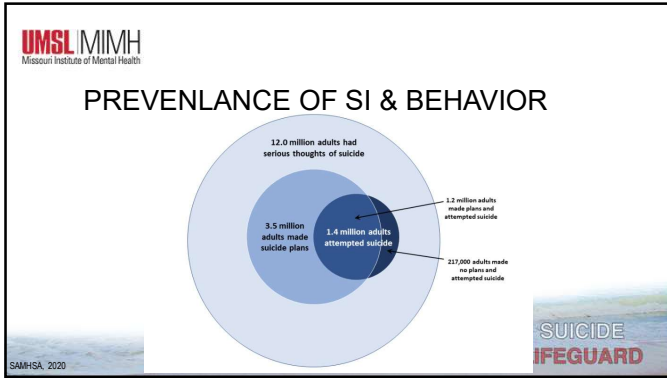 UMSL MIMH
Missouri Institute of Mental Health
PREVENLANCE OF SI & BEHAVIOR
12.0 million adults had
serious thoughts of suicide
3.5 million
adults made
suicide plans
1.4 million adults
attempted suicide
1.2 million adults
made plans and
attempted suicide
217,000 adults made
no plans and
attempted suicide
SAMHSA, 2020
SUICIDE
IFEGUARD